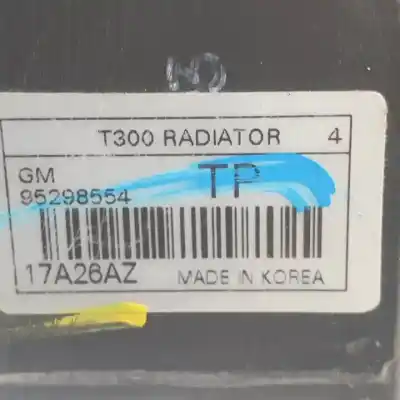 T300 RADIATOR 4
GM TP
95298554
17A26AZ MADE IN KOREA